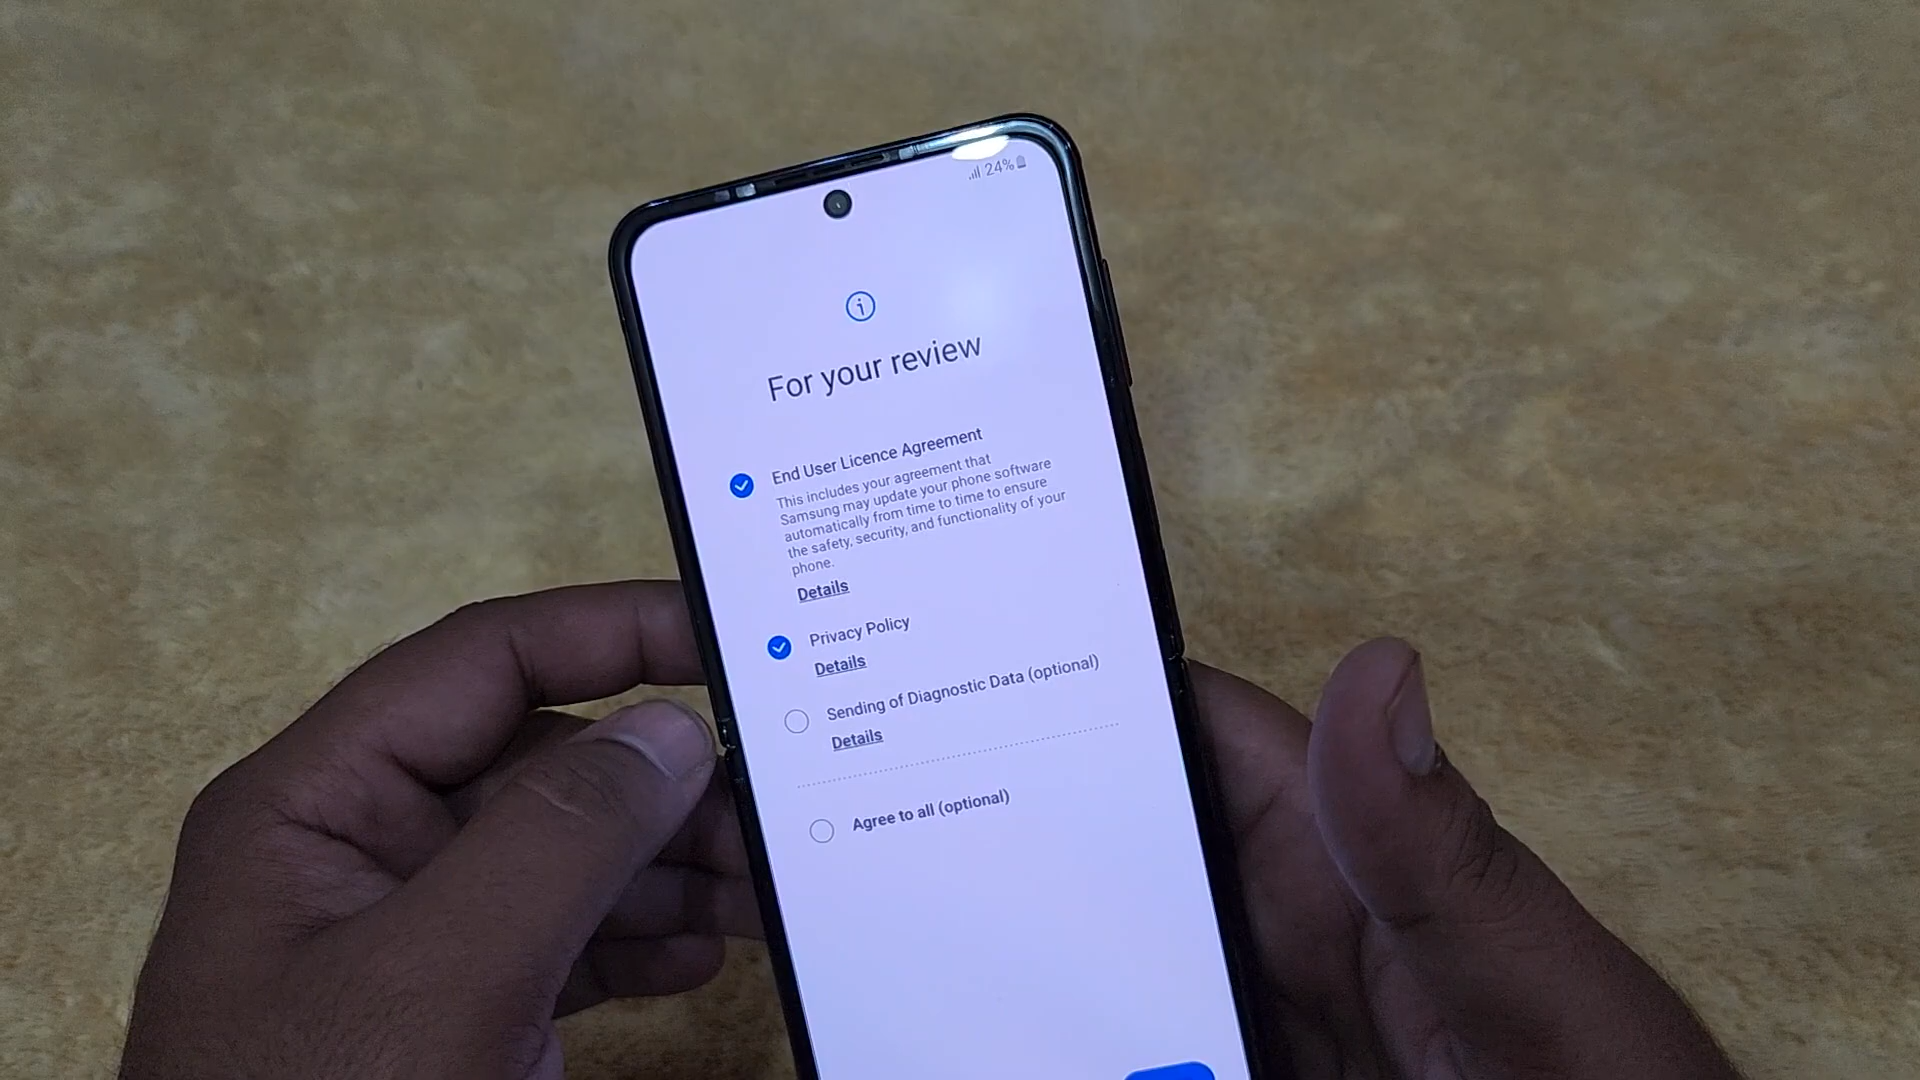 24%
For your review
End User Licence Agreement
This includes your agreement that
Samsung may update your phone software
automatically from time to time to ensure
the safety, security, and functionality of your
phone.
Details
Privacy Policy
Details
Sending of Diagnostic Data (optional)
Details
Agree to all (optional)